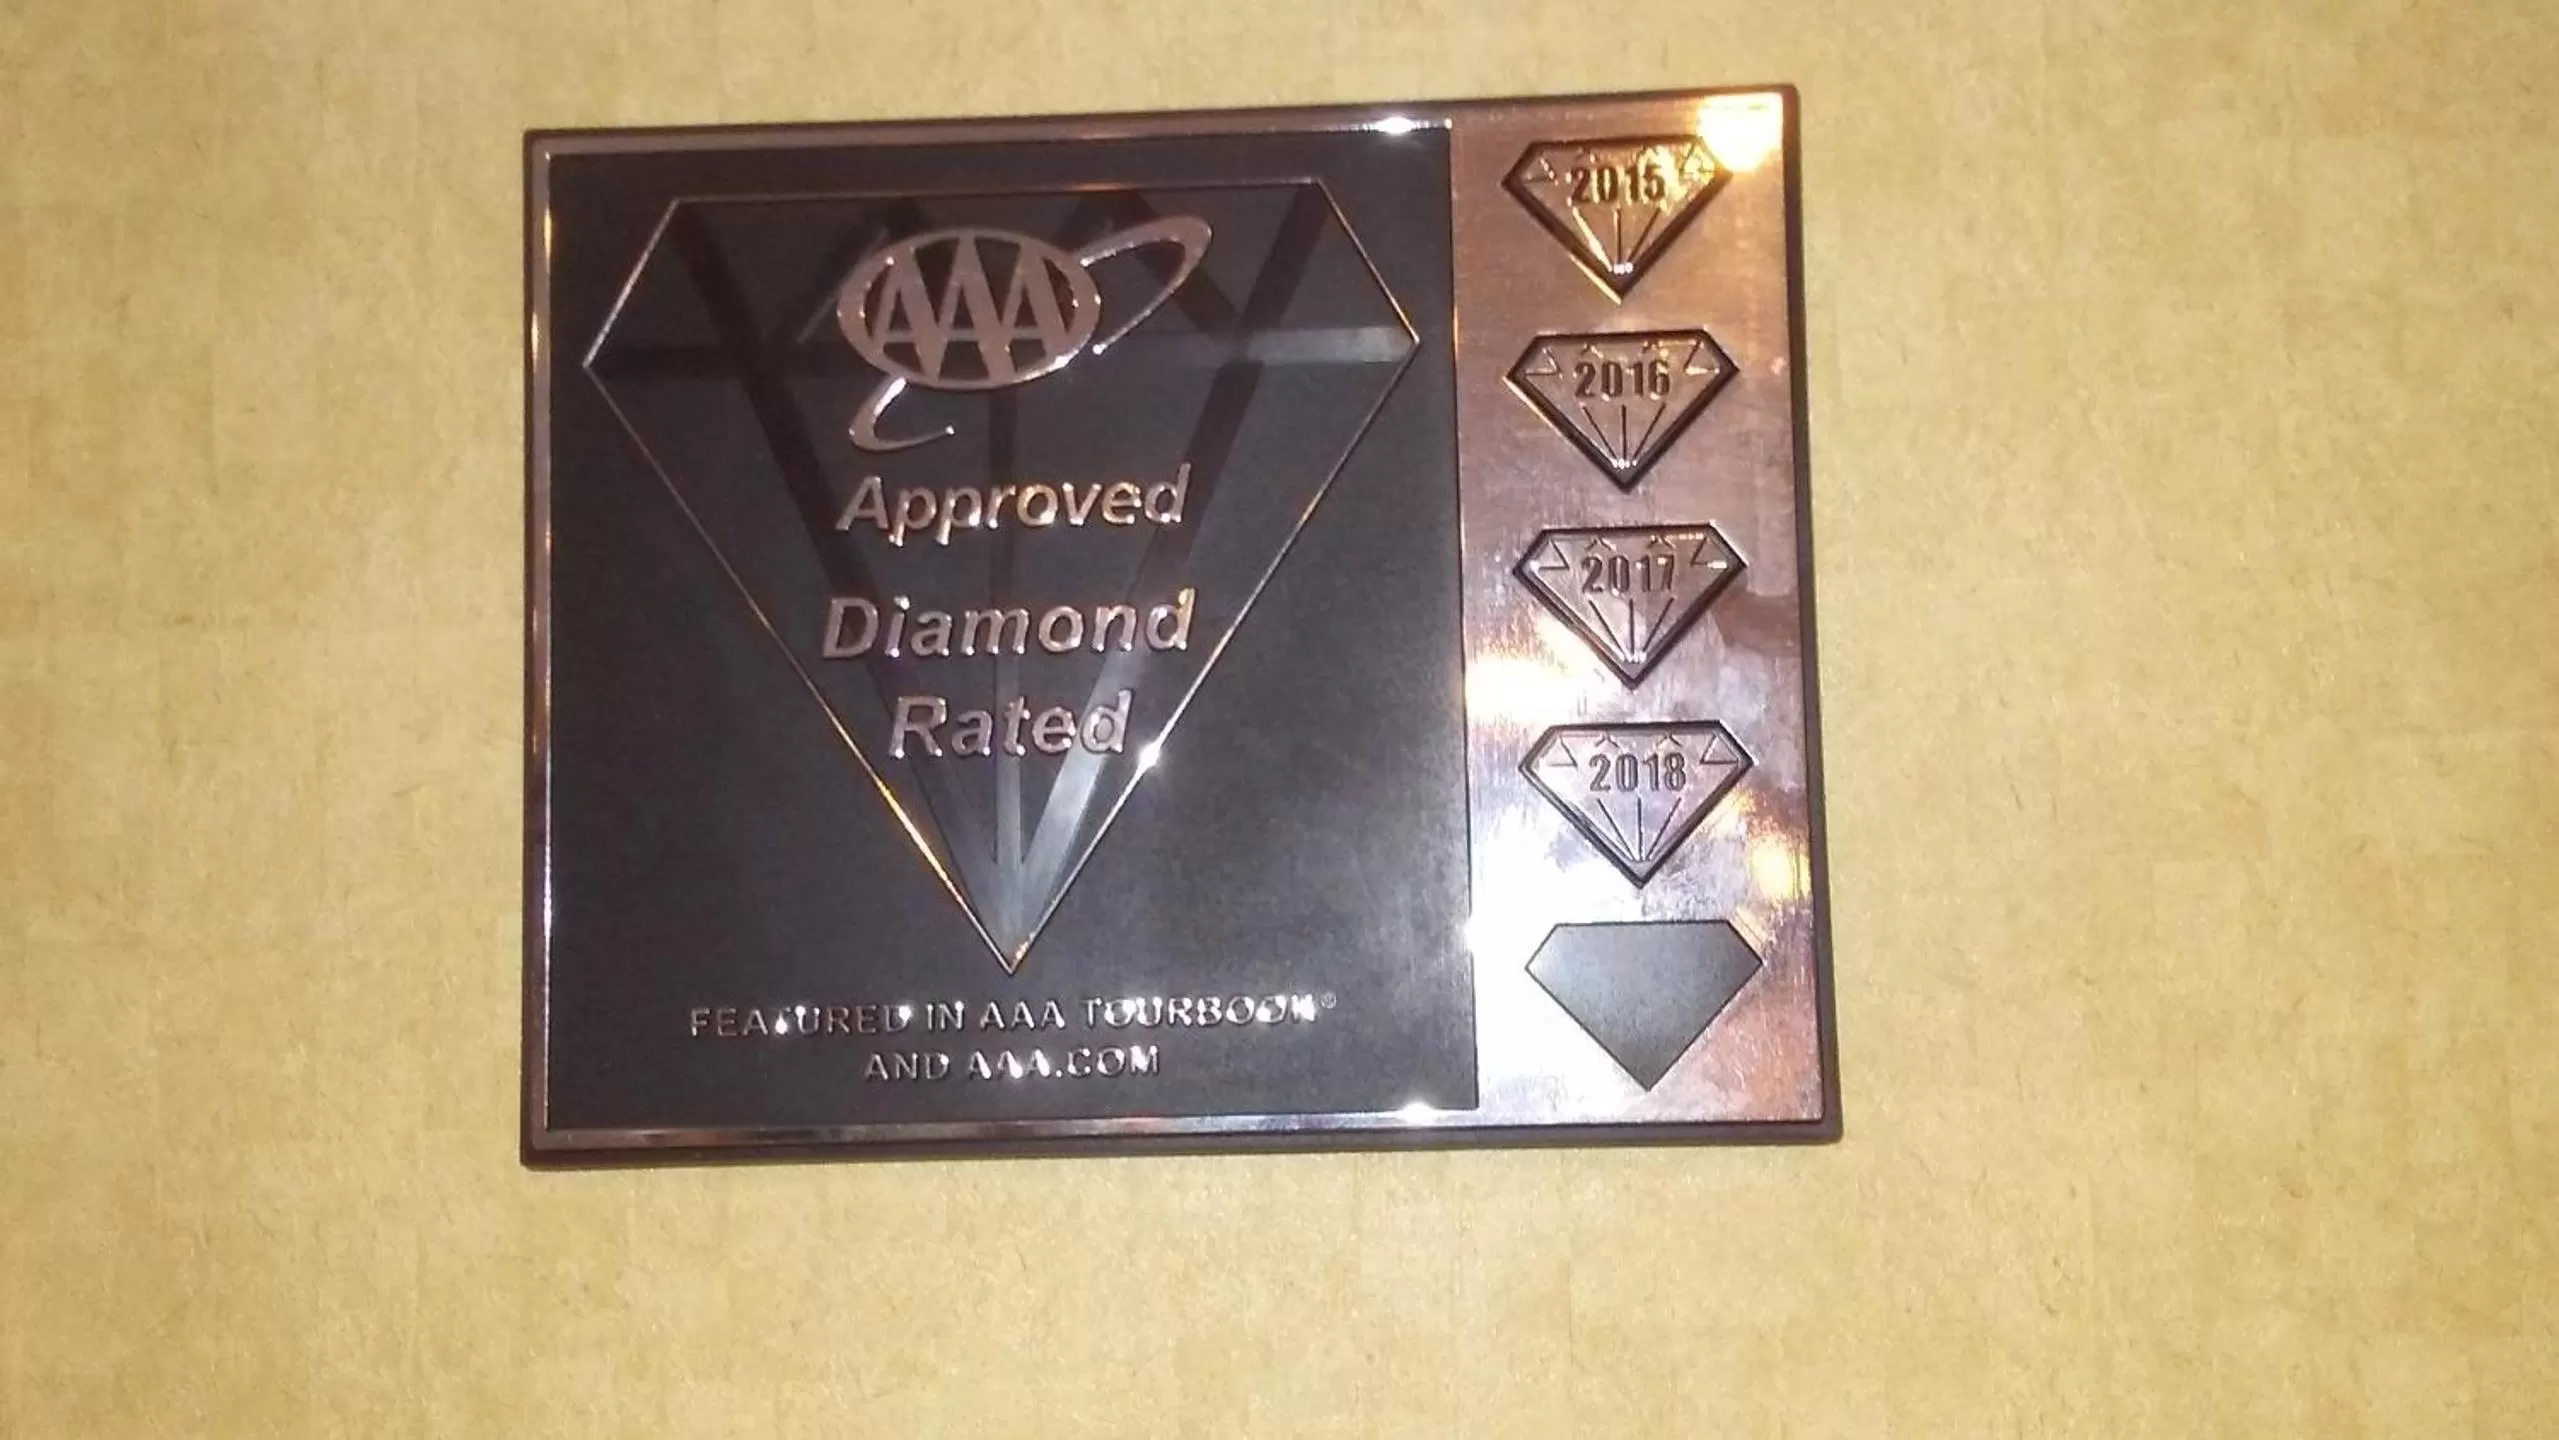 AAA
Approved
Diamond
Rated
FEATURED IN AAA TOURBOOK®
AND AAA.COM
2015
2016
2017
2018